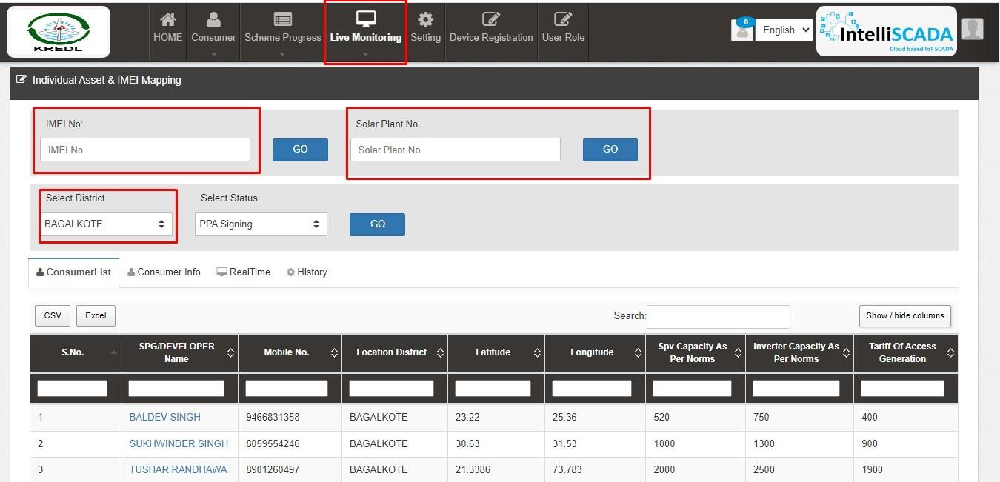 KREDL
HOME
Consumer
Scheme Progress
Live Monitoring
Setting
Device Registration
User Role
0
English
IntelliSCADA
Cloud based IoT SCADA
Individual Asset & IMEI Mapping
IMEI No:
Solar Plant No
IMEI No
GO
Solar Plant No
GO
Select District
Select Status
BAGALKOTE
PPA Signing
GO
ConsumerList
Consumer Info
RealTime
History
CSV
Excel
Search:
Show / hide columns
S.No.
SPG/DEVELOPER
Name
Mobile No.
Location District
Latitude
Longitude
Spv Capacity As
Per Norms
Inverter Capacity As
Per Norms
Tariff Of Access
Generation
1 BALDEV SINGH 9466831358 BAGALKOTE 23.22 25.36 520 750 400
2 SUKHWINDER SINGH 8059554246 BAGALKOTE 30.63 31.53 1000 1300 900
3 TUSHAR RANDHAWA 8901260497 BAGALKOTE 21.3386 73.783 2000 2500 1900